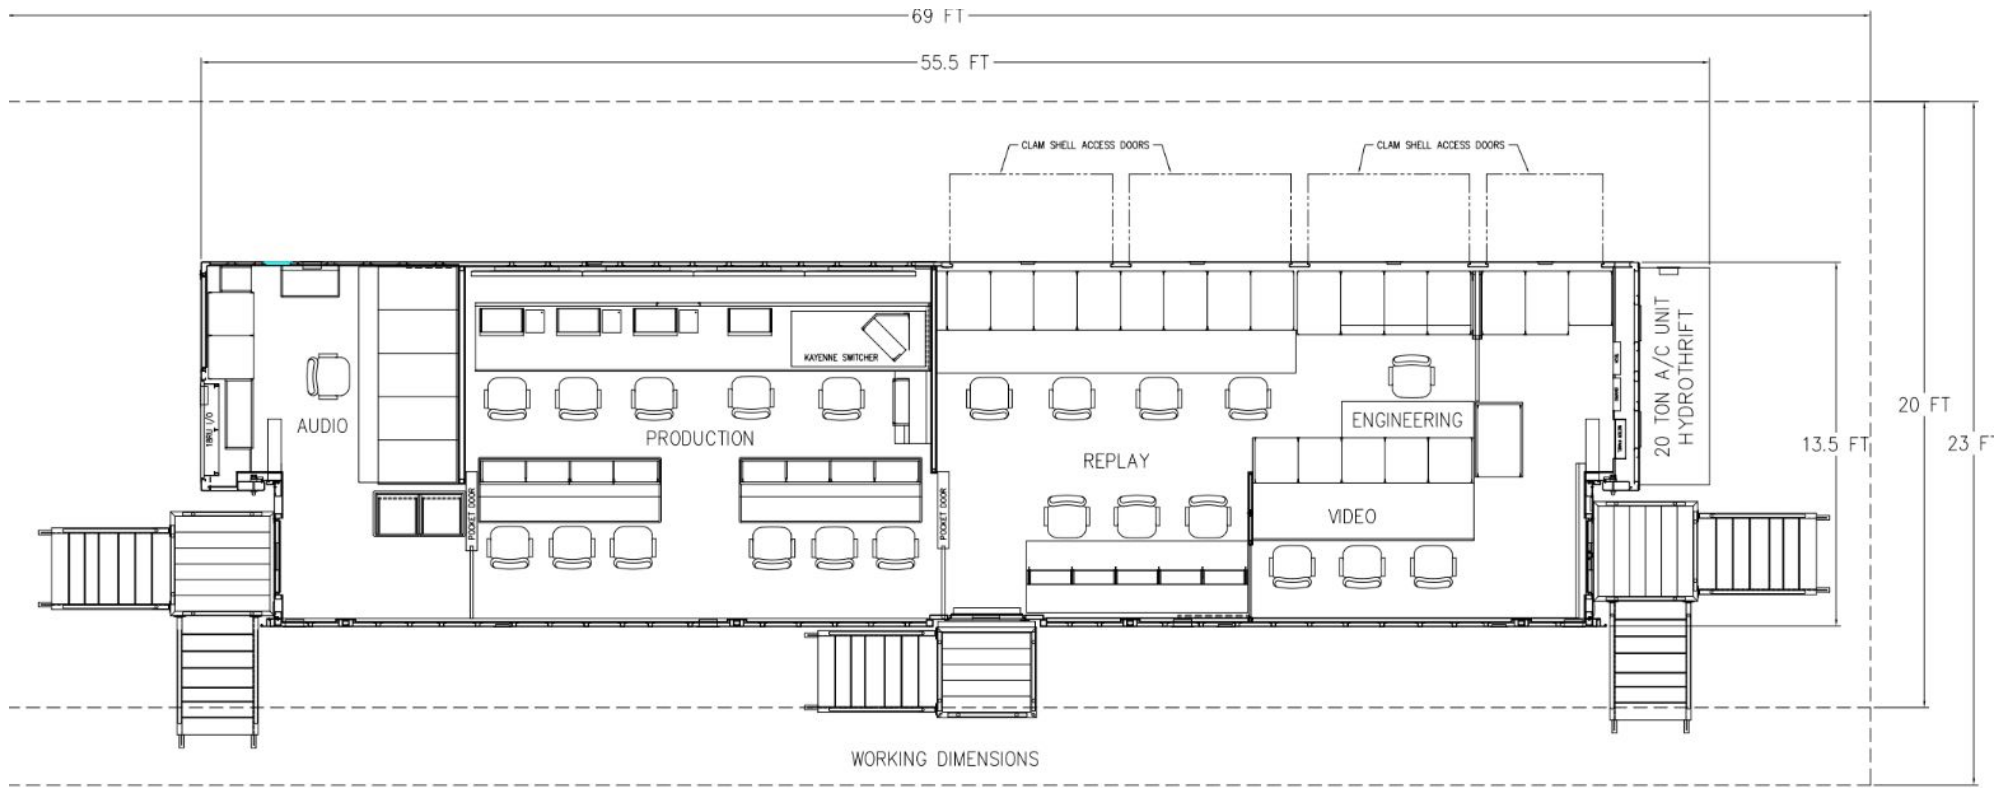 69 FT
55.5 FT
CLAM SHELL ACCESS DOORS
CLAM SHELL ACCESS DOORS
KAYENNE SWITCHER
20 TON A/C UNIT
HYDROTHRIFT
20 FT
13.5 FT
23 FT
AUDIO
PRODUCTION
ENGINEERING
REPLAY
POCKET DOOR
POCKET DOOR
VIDEO
WORKING DIMENSIONS